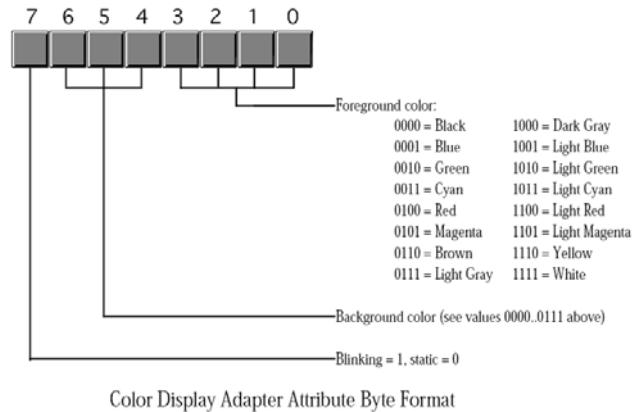 7 6 5 4 3 2 1 0
Foreground color:
0000 = Black 1000 = Dark Gray
0001 = Blue 1001 = Light Blue
0010 = Green 1010 = Light Green
0011 = Cyan 1011 = Light Cyan
0100 = Red 1100 = Light Red
0101 = Magenta 1101 = Light Magenta
0110 = Brown 1110 = Yellow
0111 = Light Gray 1111 = White
Background color (see values 0000..0111 above)
Blinking = 1, static = 0
Color Display Adapter Attribute Byte Format